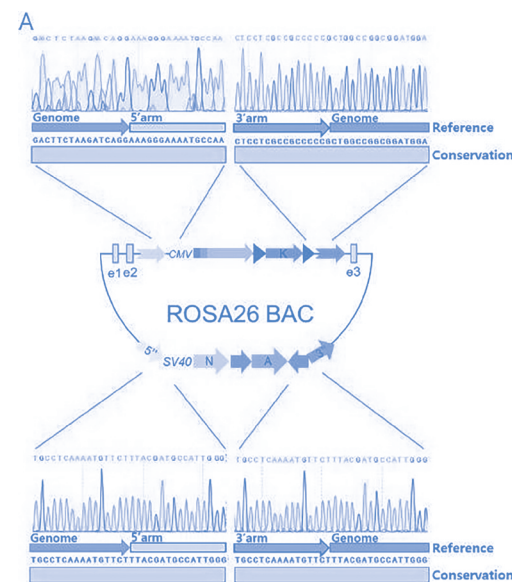 A
CTCCTCGCCGCCCCCGCTGGCCGGCGGATGGA
Genome 5'arm
3'arm Genome
Reference
GACTTCTAAGATCAGGAAAGGGAAAATGCCAA
CTCCTCGCCGCCCCCGCTGGCCGGCGGATGGA
Conservation
CMV
K
e1 e2
e3
ROSA26 BAC
5'
SV40
N
A
3'
TGCCTCAAAATGTTCTTTACGATGCCATTGGG
TGCCTCAAAATGTTCTTTACGATGCCATTGGG
Genome 5'arm
3'arm Genome
Reference
TGCCTCAAAATGTTCTTTACGATGCCATTGGG
TGCCTCAAAATGTTCTTTACGATGCCATTGGG
Conservation